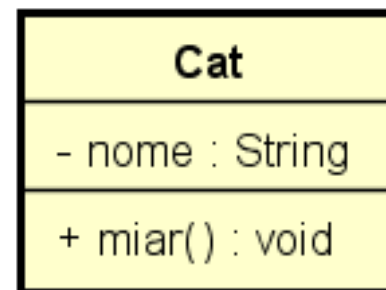 Cat
- nome : String
+ miar() : void